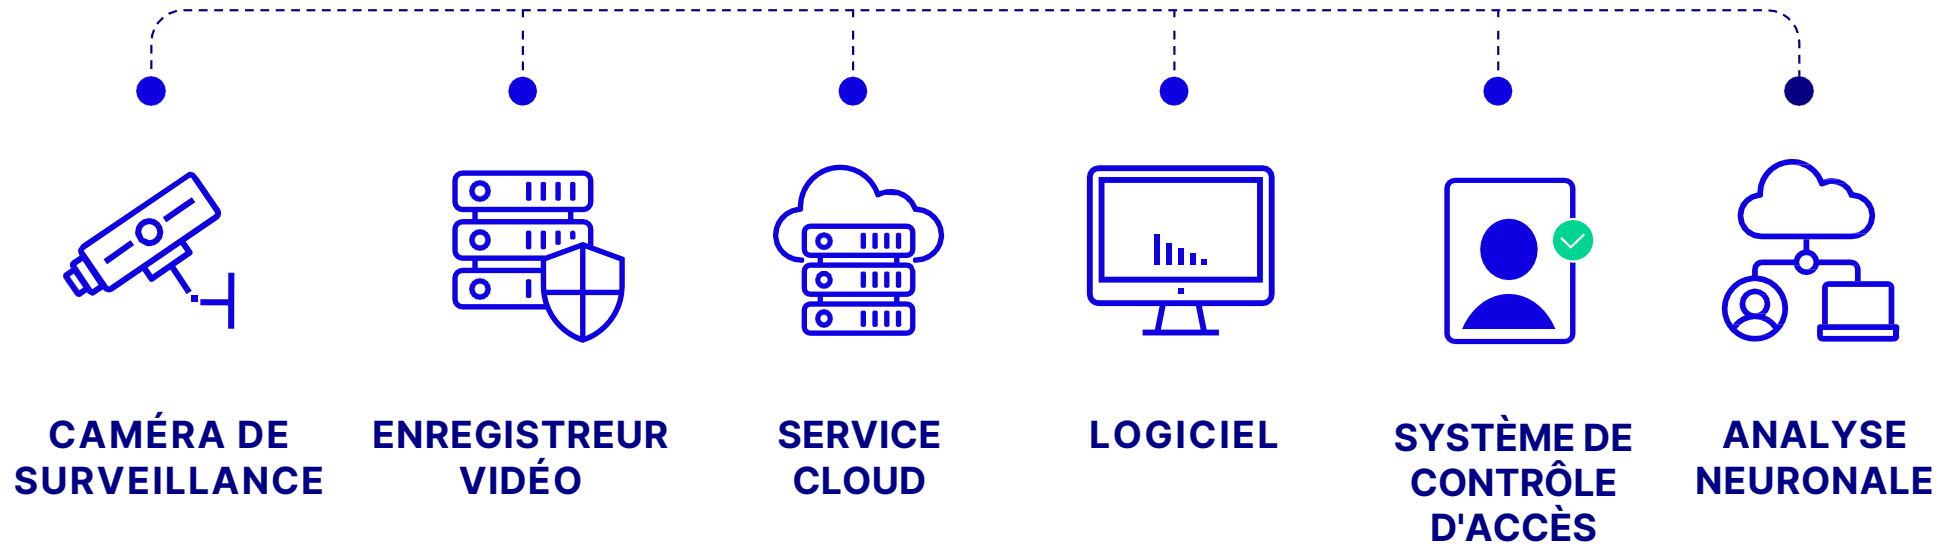 CAMÉRA DE
SURVEILLANCE
ENREGISTREUR
VIDÉO
SERVICE
CLOUD
LOGICIEL
SYSTÈME DE
CONTRÔLE
D'ACCÈS
ANALYSE
NEURONALE